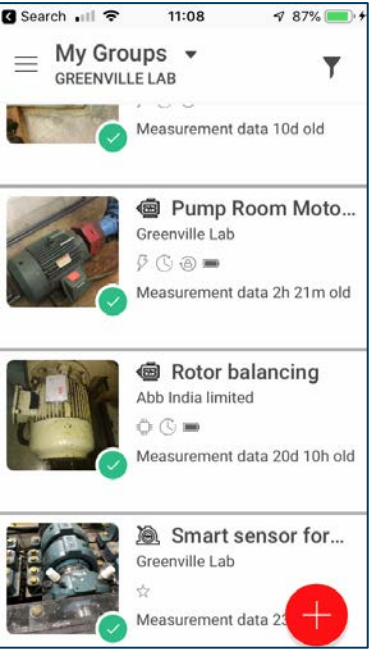 Search 11:08 87%
My Groups
GREENVILLE LAB
Measurement data 10d old
Pump Room Moto...
Greenville Lab
Measurement data 2h 21m old
Rotor balancing
Abb India limited
Measurement data 20d 10h old
Smart sensor for...
Greenville Lab
Measurement data